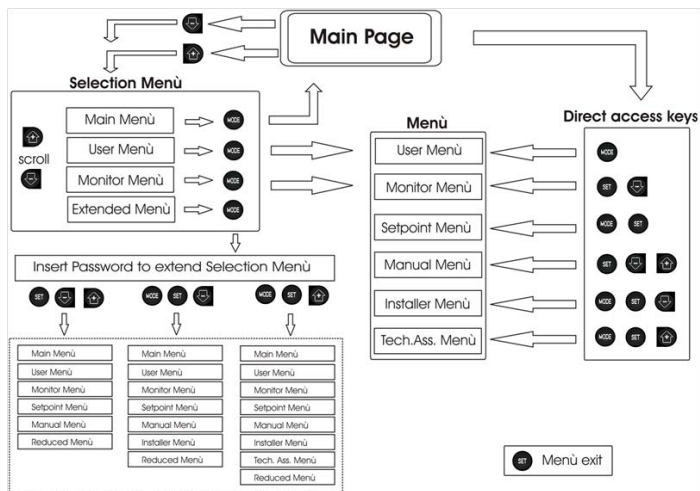 Main Page
Selection Menù
Main Menù
MODE
User Menù
MODE
scroll
Monitor Menù
MODE
Extended Menù
MODE
Insert Password to extend Selection Menù
SET
MODE SET
MODE SET
Main Menù
User Menù
Monitor Menù
Setpoint Menù
Manual Menù
Reduced Menù
Main Menù
User Menù
Monitor Menù
Setpoint Menù
Manual Menù
Installer Menù
Reduced Menù
Main Menù
User Menù
Monitor Menù
Setpoint Menù
Manual Menù
Installer Menù
Tech. Ass. Menù
Reduced Menù
Menù
User Menù
Monitor Menù
Setpoint Menù
Manual Menù
Installer Menù
Tech.Ass. Menù
Direct access keys
MODE
SET
MODE SET
SET
MODE SET
MODE SET
SET Menù exit